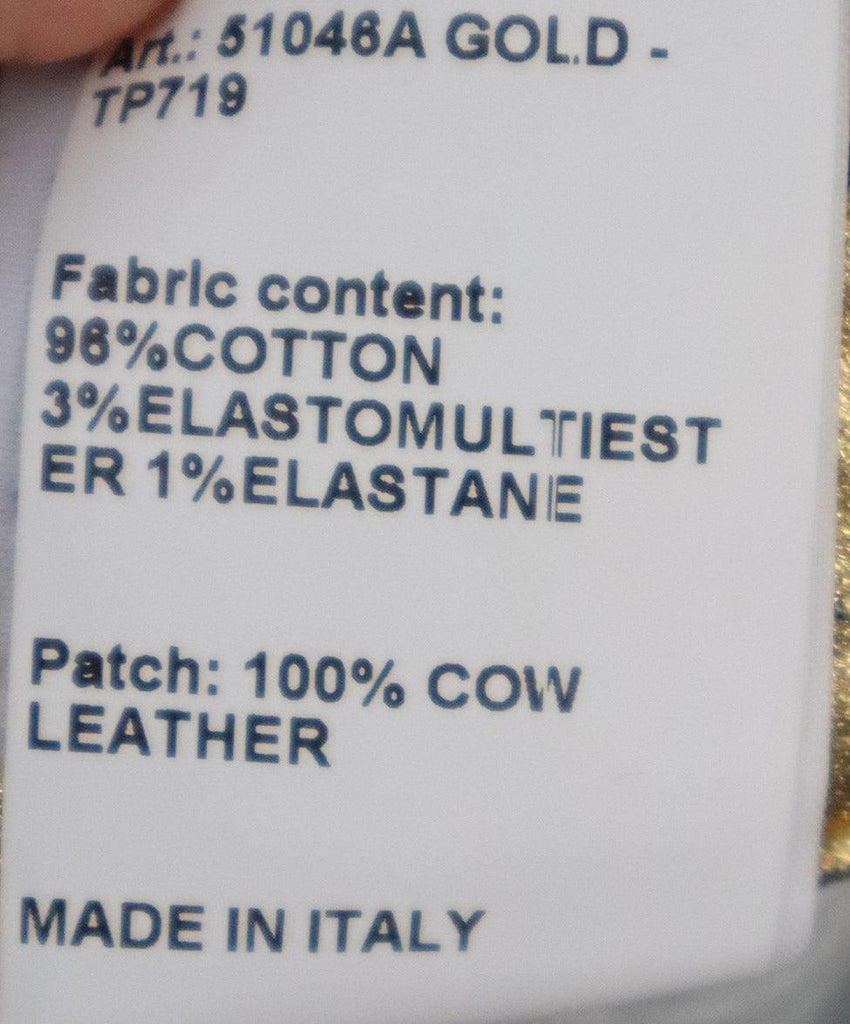 Art.: 51046A GOLD -
TP719
Fabric content:
96%COTTON
3%ELASTOMULTIEST
ER 1%ELASTANE
Patch: 100% COW
LEATHER
MADE IN ITALY